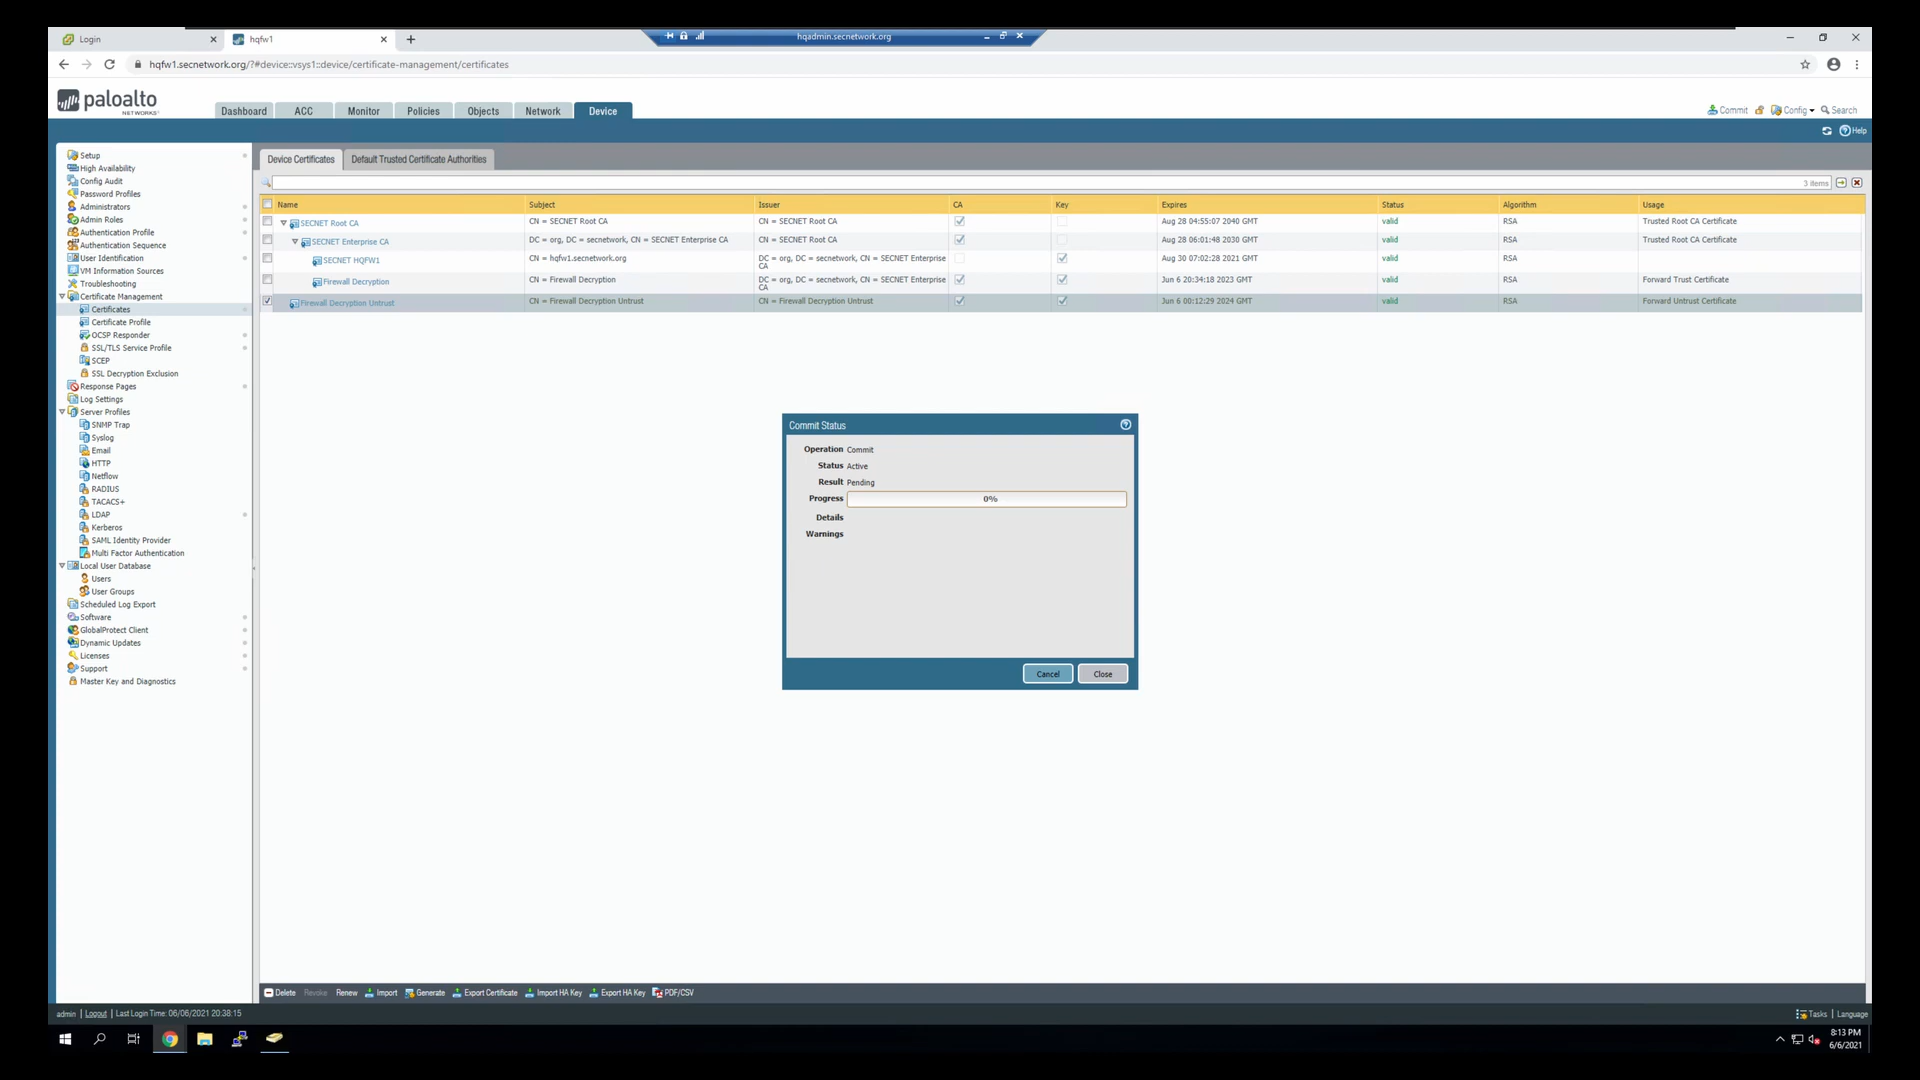 Login
hqfw1
hqadmin.secnetwork.org
hqfw1.secnetwork.org/?#device::vsys1::device/certificate-management/certificates
paloalto
NETWORKS
Dashboard ACC Monitor Policies Objects Network Device
Commit Config Search
Help
Setup
High Availability
Config Audit
Password Profiles
Administrators
Admin Roles
Authentication Profile
Authentication Sequence
User Identification
VM Information Sources
Troubleshooting
Certificate Management
Certificates
Certificate Profile
OCSP Responder
SSL/TLS Service Profile
SCEP
SSL Decryption Exclusion
Response Pages
Log Settings
Server Profiles
SNMP Trap
Syslog
Email
HTTP
Netflow
RADIUS
TACACS+
LDAP
Kerberos
SAML Identity Provider
Multi Factor Authentication
Local User Database
Users
User Groups
Scheduled Log Export
Software
GlobalProtect Client
Dynamic Updates
Licenses
Support
Master Key and Diagnostics
Device Certificates Default Trusted Certificate Authorities
3 items
Name Subject Issuer CA Key Expires Status Algorithm Usage
SECNET Root CA CN = SECNET Root CA CN = SECNET Root CA Aug 28 04:55:07 2040 GMT valid RSA Trusted Root CA Certificate
SECNET Enterprise CA DC = org, DC = secnetwork, CN = SECNET Enterprise CA CN = SECNET Root CA Aug 28 06:01:48 2030 GMT valid RSA Trusted Root CA Certificate
SECNET HQFW1 CN = hqfw1.secnetwork.org DC = org, DC = secnetwork, CN = SECNET Enterprise CA Aug 30 07:02:28 2021 GMT valid RSA
Firewall Decryption CN = Firewall Decryption DC = org, DC = secnetwork, CN = SECNET Enterprise CA Jun 6 20:34:18 2023 GMT valid RSA Forward Trust Certificate
Firewall Decryption Untrust CN = Firewall Decryption Untrust CN = Firewall Decryption Untrust Jun 6 00:12:29 2024 GMT valid RSA Forward Untrust Certificate
Commit Status
Operation Commit
Status Active
Result Pending
Progress 0%
Details
Warnings
Cancel Close
Delete Revoke Renew Import Generate Export Certificate Import HA Key Export HA Key PDF/CSV
admin | Logout | Last Login Time: 06/06/2021 20:38:15
Tasks | Language
8:13 PM
6/6/2021